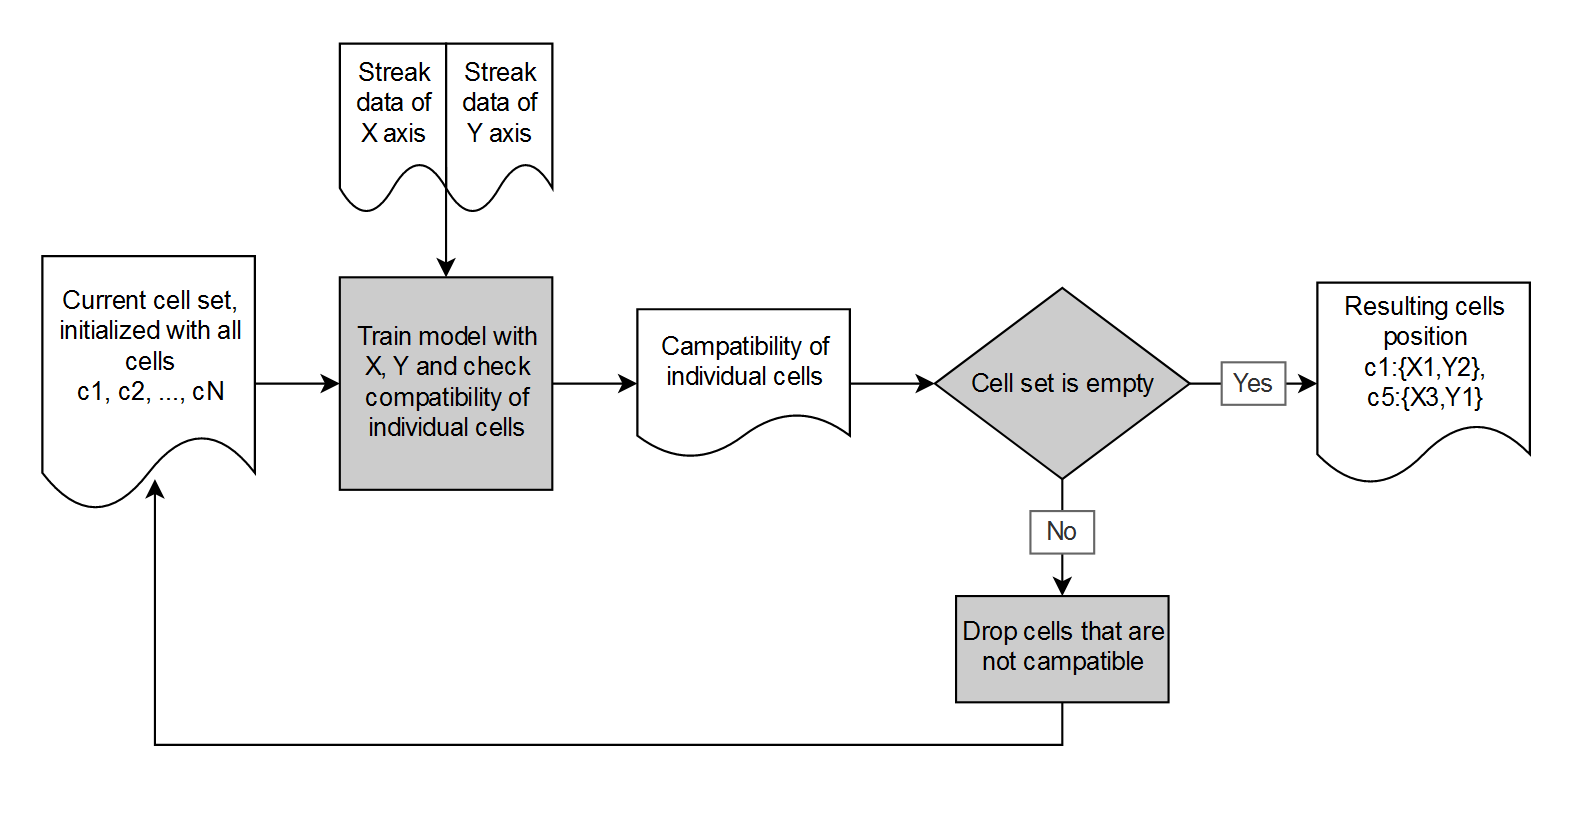 Streak
data of
X axis
Streak
data of
Y axis
Current cell set,
initialized with all
cells
c1, c2, ..., cN
Train model with
X, Y and check
compatibility of
individual cells
Campatibility of
individual cells
Cell set is empty
Yes
Resulting cells
position
c1:{X1,Y2},
c5:{X3,Y1}
No
Drop cells that are
not campatible